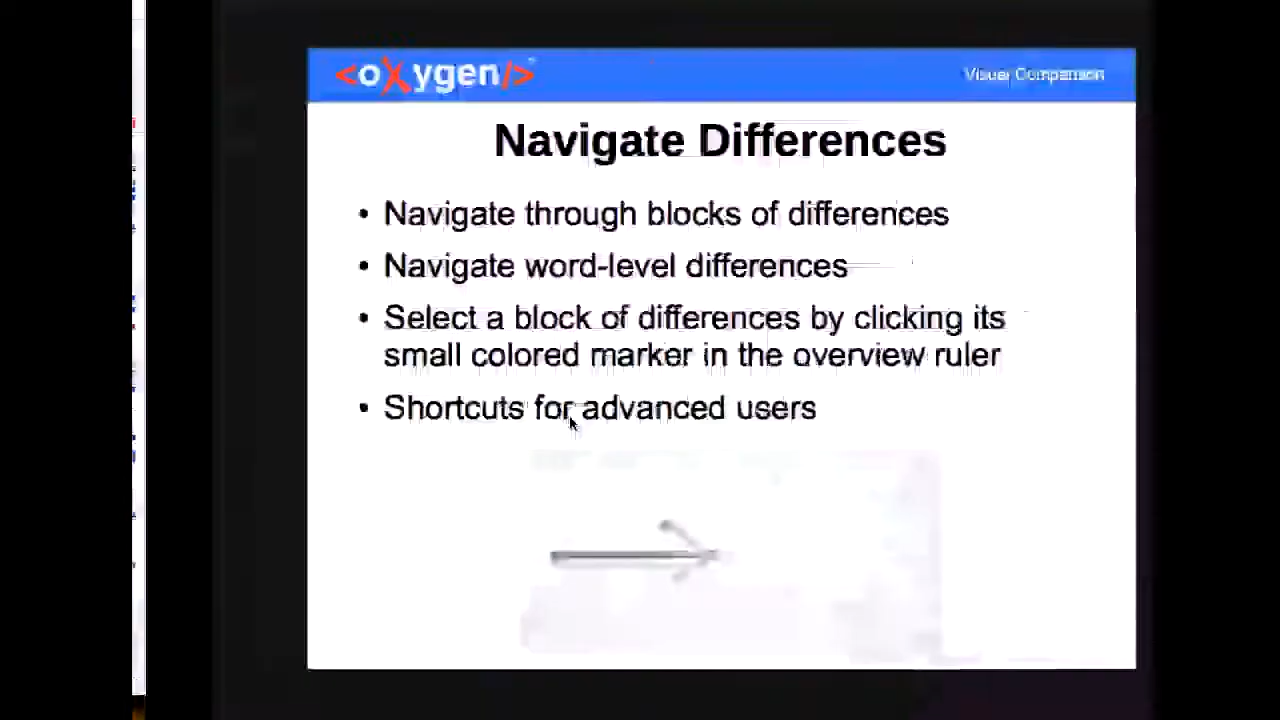 <oXygen/>
Visual Comparison
Navigate Differences
• Navigate through blocks of differences
• Navigate word-level differences
• Select a block of differences by clicking its
small colored marker in the overview ruler
• Shortcuts for advanced users